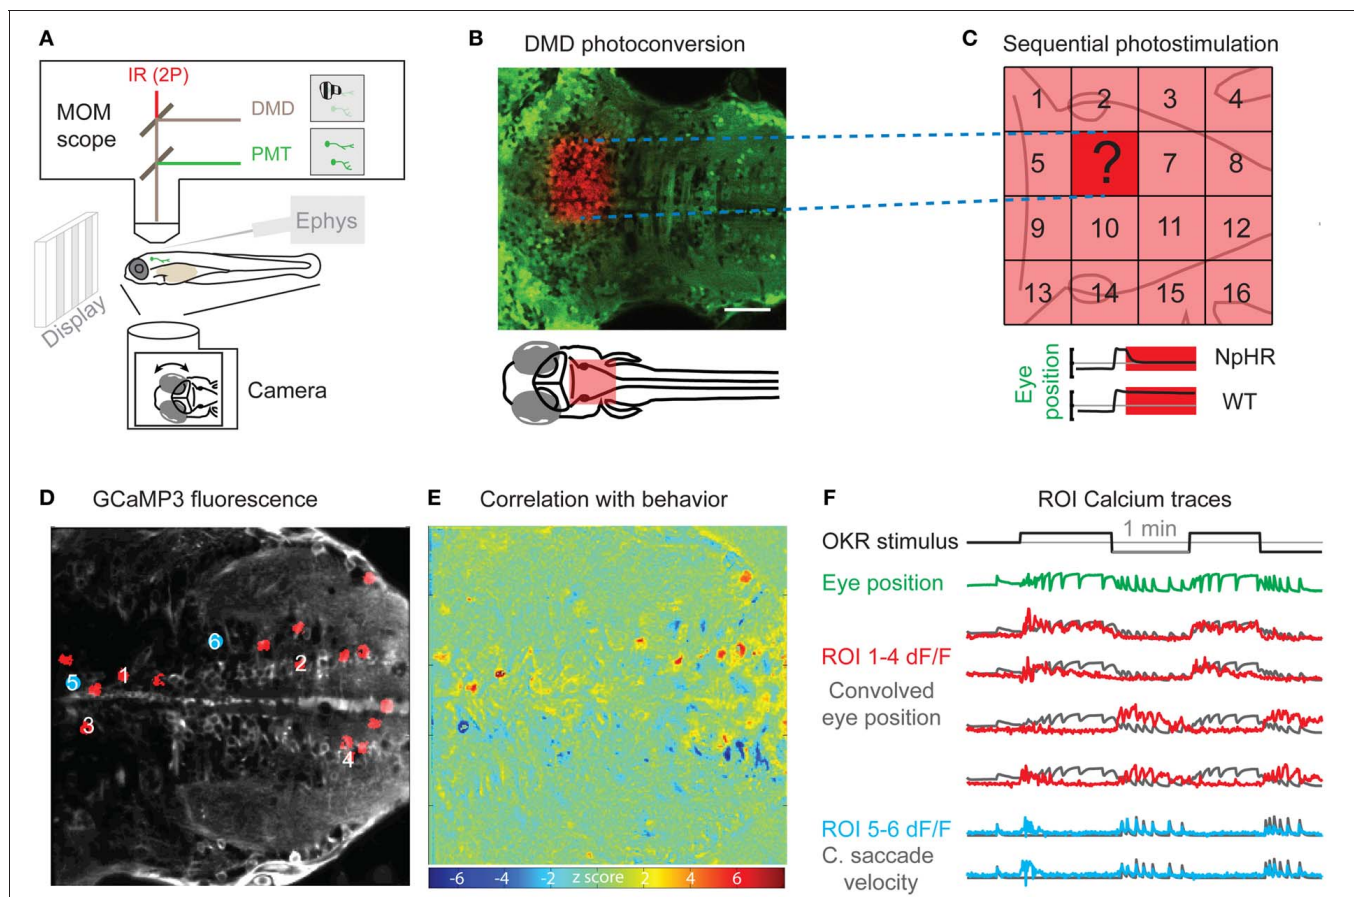 A
IR (2P)
MOM
scope
DMD
PMT
Ephys
Display
Camera
B
DMD photoconversion
C
Sequential photostimulation
1 2 3 4
5 ? 7 8
9 10 11 12
13 14 15 16
Eye
position
NpHR
WT
D
GCaMP3 fluorescence
6
1
2
5
3
4
E
Correlation with behavior
-6 -4 -2 z score 2 4 6
F
ROI Calcium traces
1 min
OKR stimulus
Eye position
ROI 1-4 dF/F
Convolved
eye position
ROI 5-6 dF/F
C. saccade
velocity